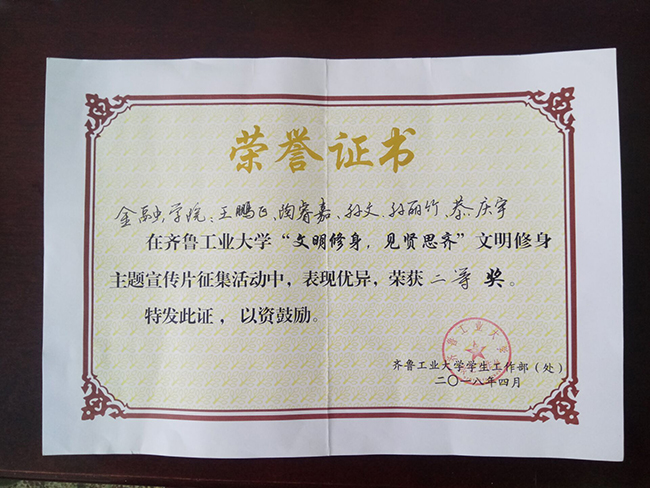 荣誉证书
金融学院:王鹏正、陶睿嘉、孙文、孙丽竹、綦庆宇
在齐鲁工业大学“文明修身，见贤思齐”文明修身
主题宣传片征集活动中，表现优异，荣获二等奖。
特发此证，以资鼓励。
齐鲁工业大学学生工作部（处）
二〇一八年四月